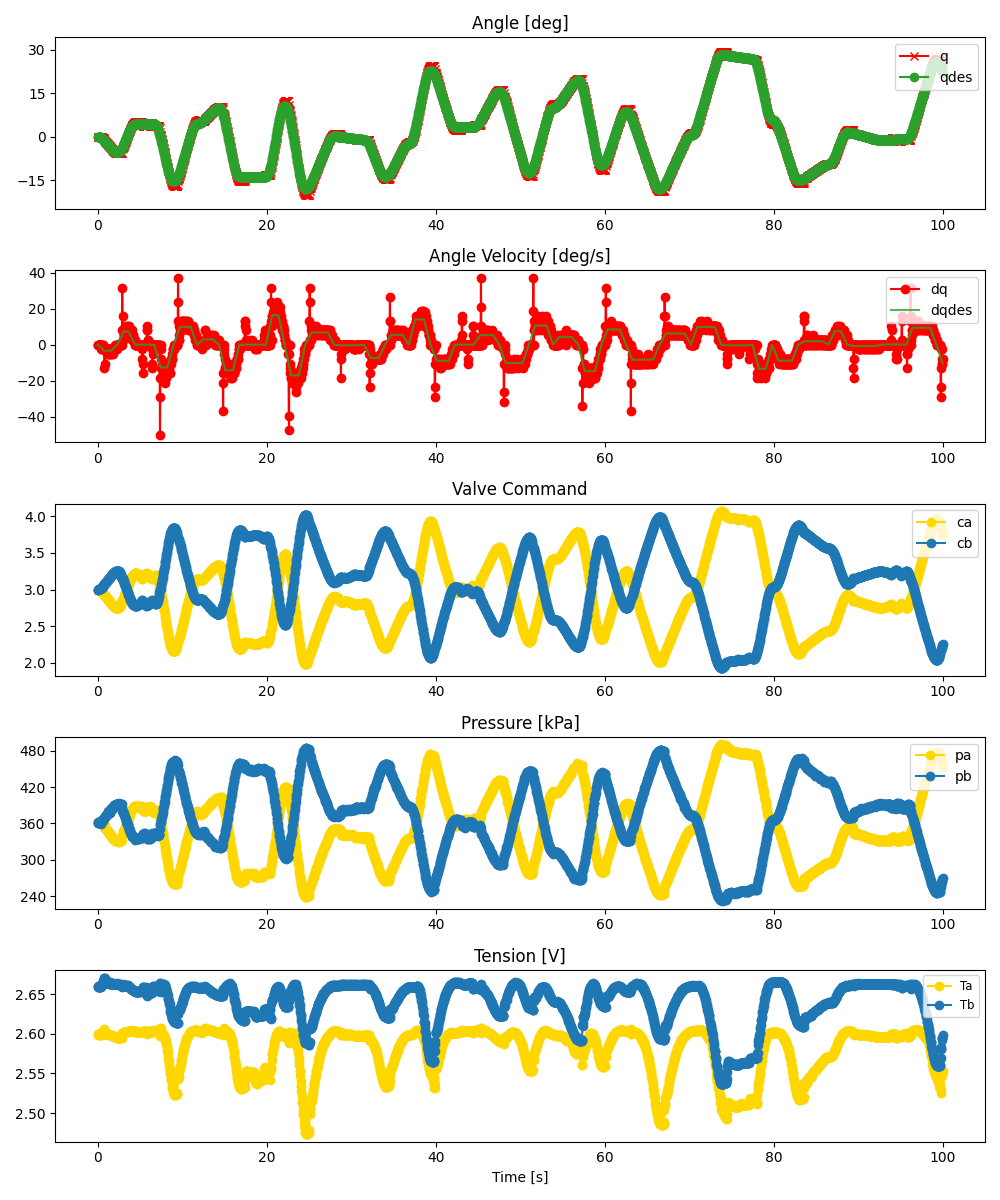 Angle [deg]
30
15
0
−15
q
qdes
0 20 40 60 80 100
Angle Velocity [deg/s]
40
20
0
−20
−40
dq
dqdes
0 20 40 60 80 100
Valve Command
4.0
3.5
3.0
2.5
2.0
ca
cb
0 20 40 60 80 100
Pressure [kPa]
480
420
360
300
240
pa
pb
0 20 40 60 80 100
Tension [V]
2.65
2.60
2.55
2.50
Ta
Tb
0 20 40 60 80 100
Time [s]